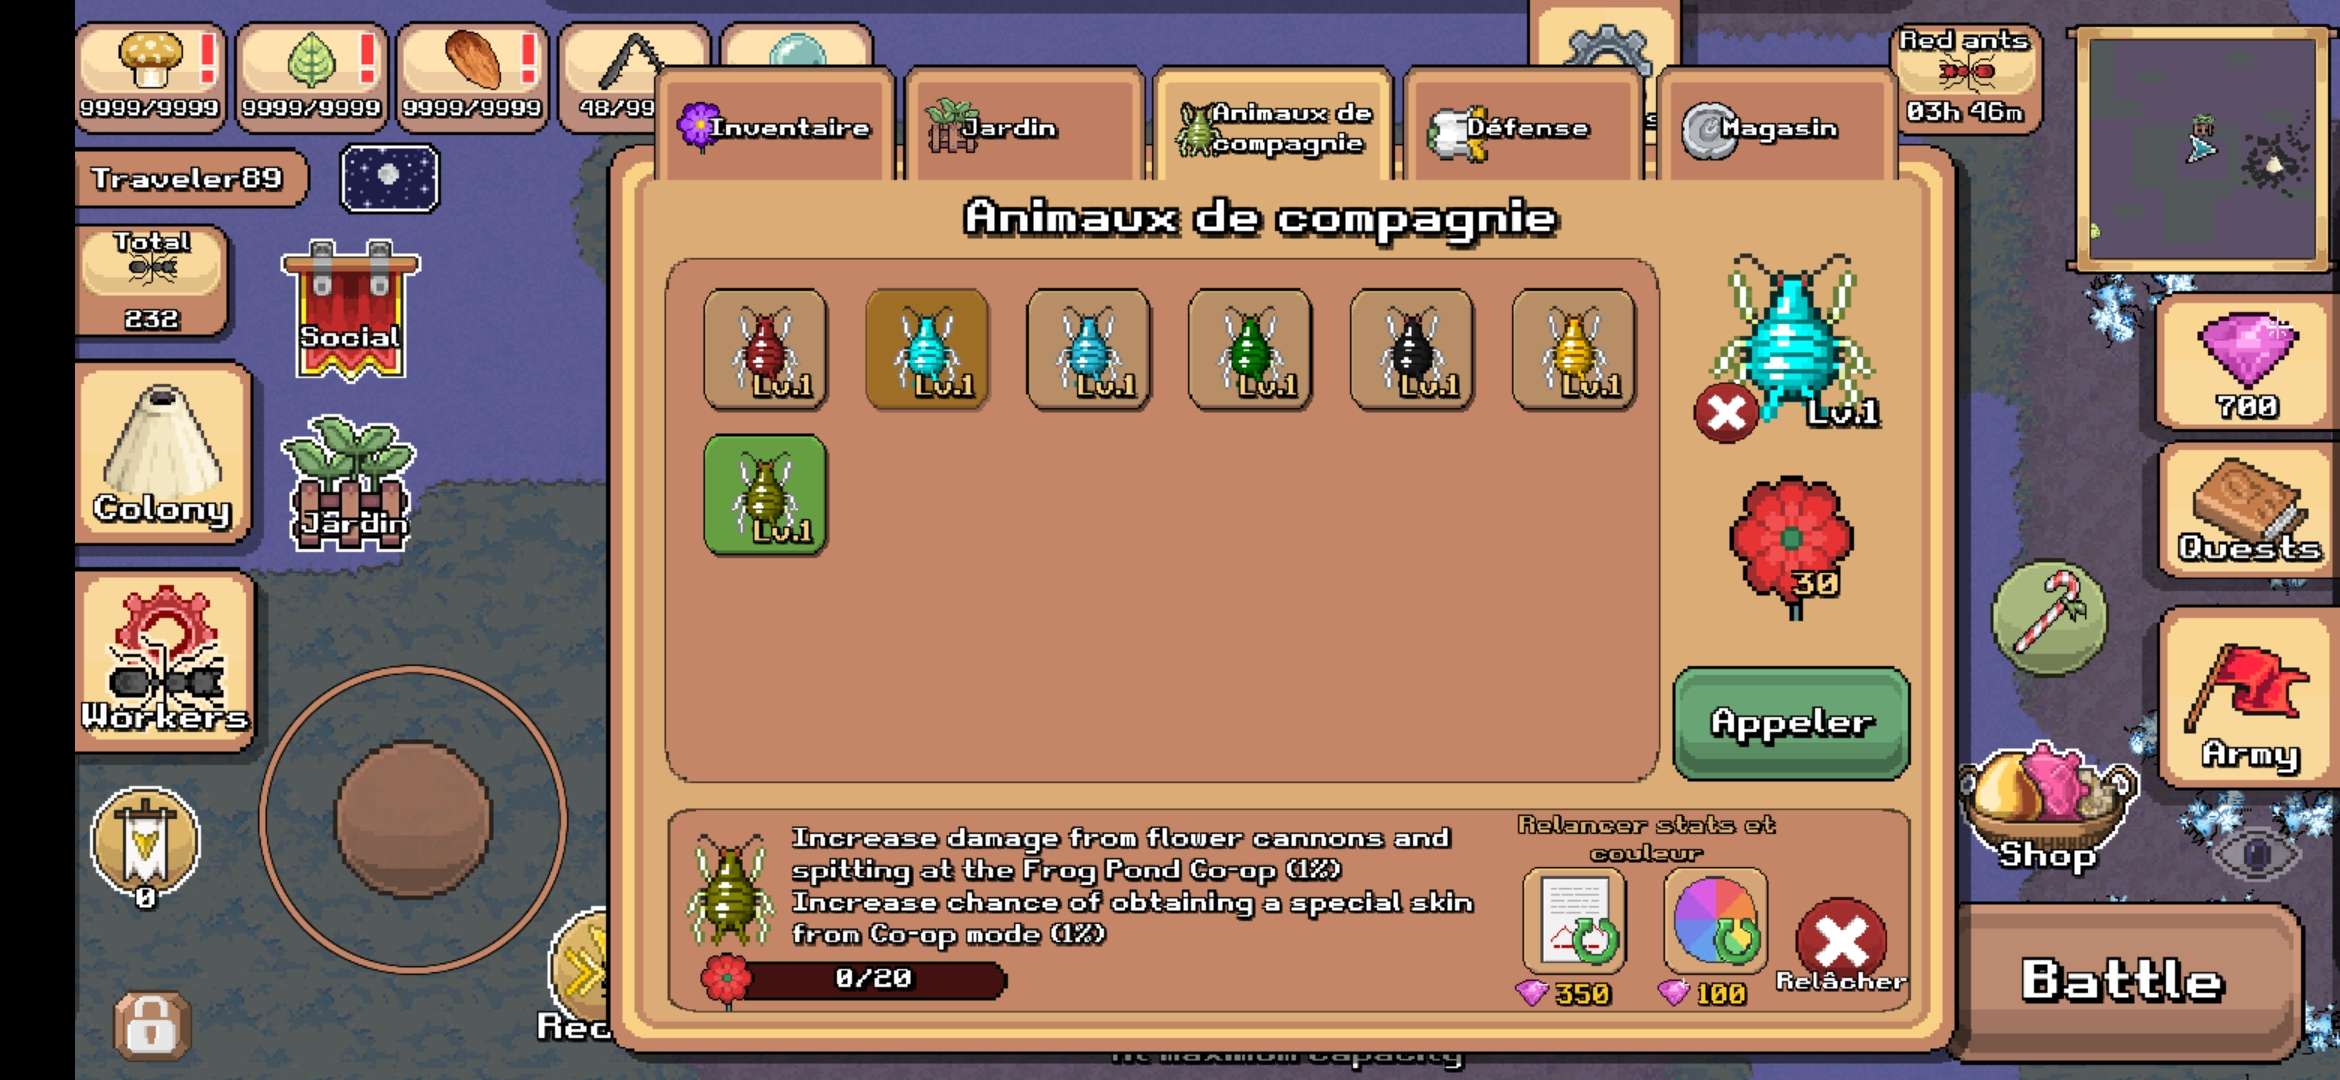 9999/9999
9999/9999
9999/9999
48/99
Red ants
03h 46m
Inventaire
Jardin
Animaux de
compagnie
Défense
Magasin
Traveler89
Total
232
Social
Colony
Jardin
Workers
0
Animaux de compagnie
Lv.1
Lv.1
Lv.1
Lv.1
Lv.1
Lv.1
Lv.1
Lv.1
30
Appeler
Increase damage from flower cannons and
spitting at the Frog Pond Co-op (1%)
Increase chance of obtaining a special skin
from Co-op mode (1%)
0/20
Relancer stats et
couleur
350
100
Relâcher
700
Quests
Army
Shop
Battle
Rec
maximum capacity